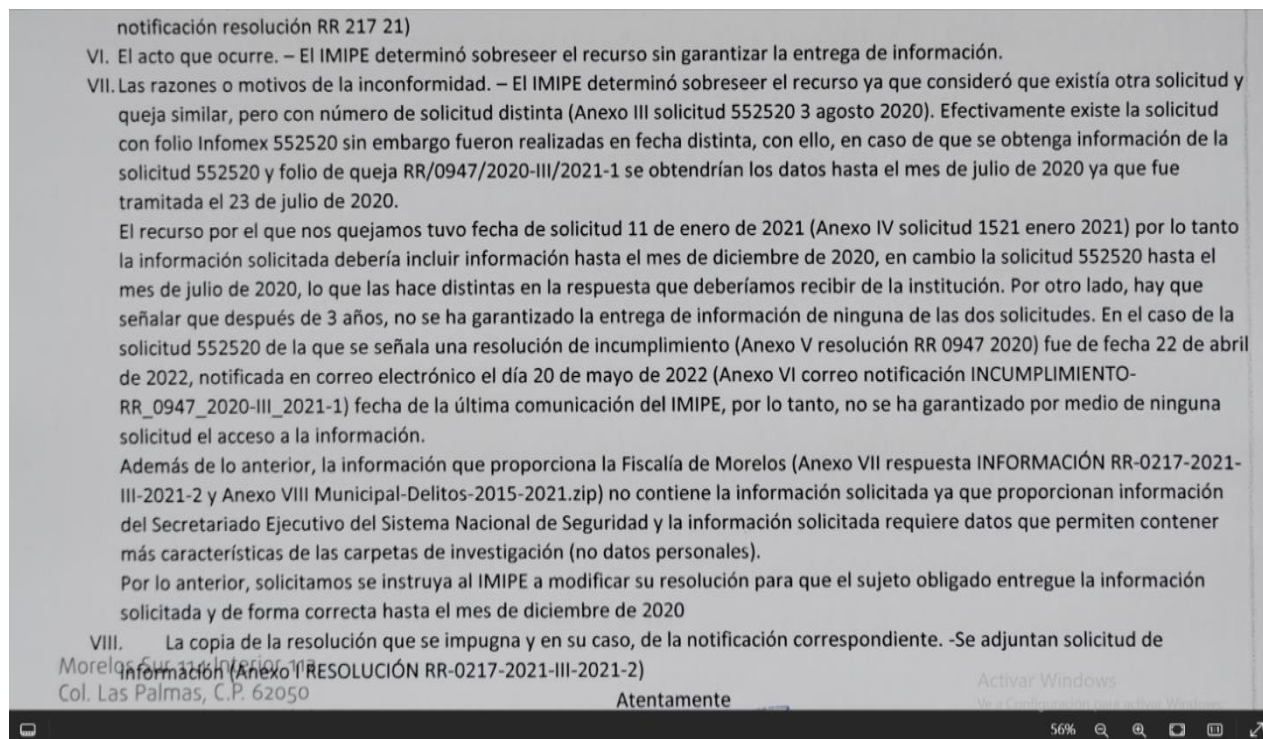 notificación resolución RR 217 21)
VI. El acto que ocurre. – El IMIPE determinó sobreseer el recurso sin garantizar la entrega de información.
VII. Las razones o motivos de la inconformidad. – El IMIPE determinó sobreseer el recurso ya que consideró que existía otra solicitud y
queja similar, pero con número de solicitud distinta (Anexo III solicitud 552520 3 agosto 2020). Efectivamente existe la solicitud
con folio Infomex 552520 sin embargo fueron realizadas en fecha distinta, con ello, en caso de que se obtenga información de la
solicitud 552520 y folio de queja RR/0947/2020-III/2021-1 se obtendrían los datos hasta el mes de julio de 2020 ya que fue
tramitada el 23 de julio de 2020.
El recurso por el que nos quejamos tuvo fecha de solicitud 11 de enero de 2021 (Anexo IV solicitud 1521 enero 2021) por lo tanto
la información solicitada debería incluir información hasta el mes de diciembre de 2020, en cambio la solicitud 552520 hasta el
mes de julio de 2020, lo que las hace distintas en la respuesta que deberíamos recibir de la institución. Por otro lado, hay que
señalar que después de 3 años, no se ha garantizado la entrega de información de ninguna de las dos solicitudes. En el caso de la
solicitud 552520 de la que se señala una resolución de incumplimiento (Anexo V resolución RR 0947 2020) fue de fecha 22 de abril
de 2022, notificada en correo electrónico el día 20 de mayo de 2022 (Anexo VI correo notificación INCUMPLIMIENTO-
RR_0947_2020-III_2021-1) fecha de la última comunicación del IMIPE, por lo tanto, no se ha garantizado por medio de ninguna
solicitud el acceso a la información.
Además de lo anterior, la información que proporciona la Fiscalía de Morelos (Anexo VII respuesta INFORMACIÓN RR-0217-2021-
III-2021-2 y Anexo VIII Municipal-Delitos-2015-2021.zip) no contiene la información solicitada ya que proporcionan información
del Secretariado Ejecutivo del Sistema Nacional de Seguridad y la información solicitada requiere datos que permiten contener
más características de las carpetas de investigación (no datos personales).
Por lo anterior, solicitamos se instruya al IMIPE a modificar su resolución para que el sujeto obligado entregue la información
solicitada y de forma correcta hasta el mes de diciembre de 2020
VIII. La copia de la resolución que se impugna y en su caso, de la notificación correspondiente. -Se adjuntan solicitud de
Morelos Sur
información (Anexo I RESOLUCIÓN RR-0217-2021-III-2021-2)
Col. Las Palmas, C.P. 62050
Atentamente
Activar Windows
Ve a Configuración para activar Windows.
56%